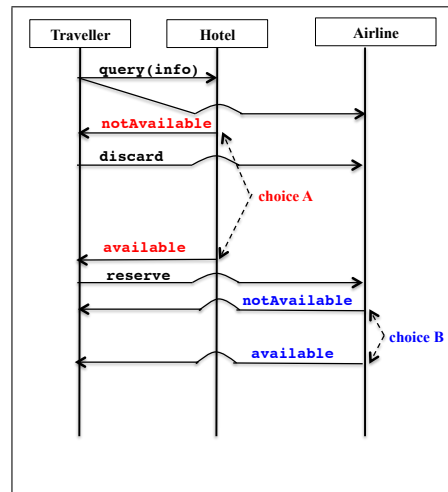 Traveller Hotel Airline
query(info)
notAvailable
discard
choice A
available
reserve
notAvailable
choice B
available